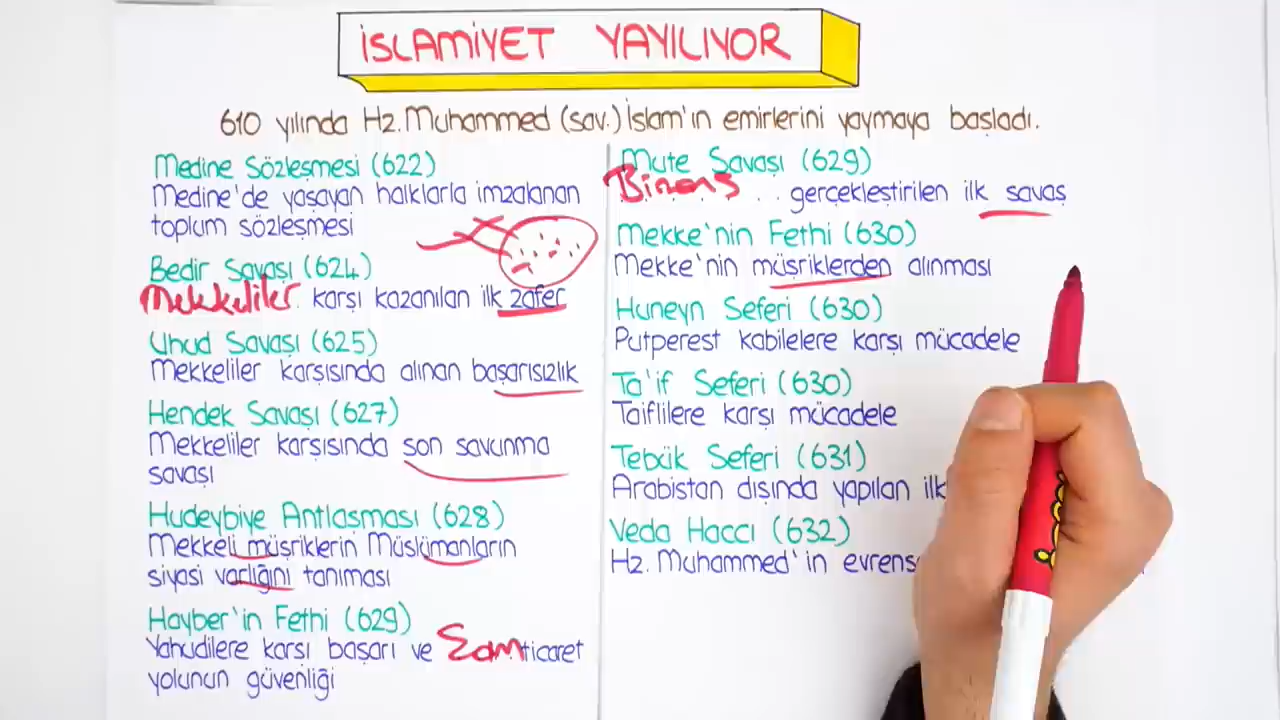 İSLAMİYET YAYILIYOR
610 yılında Hz. Muhammed (sav.) İslam'ın emirlerini yaymaya başladı.
Medine Sözleşmesi (622)
Medine'de yaşayan halklarla imzalanan
toplum sözleşmesi
Bedir Savaşı (624)
Mekkeliler karşı kazanılan ilk zafer
Uhud Savaşı (625)
Mekkeliler karşısında alınan başarısızlık
Hendek Savaşı (627)
Mekkeliler karşısında son savunma
savaşı
Hudeybiye Antlaşması (628)
Mekkeli müşriklerin Müslümanların
siyasi varlığını tanıması
Hayber'in Fethi (629)
Yahudilere karşı başarı ve ticaret
yolunun güvenliği
Mute Savaşı (629)
gerçekleştirilen ilk savaş
Mekke'nin Fethi (630)
Mekke'nin müşriklerden alınması
Huneyn Seferi (630)
Putperest kabilelere karşı mücadele
Ta'if Seferi (630)
Taiflilere karşı mücadele
Tebük Seferi (631)
Arabistan dışında yapılan ilk
Veda Haccı (632)
Hz. Muhammed'in